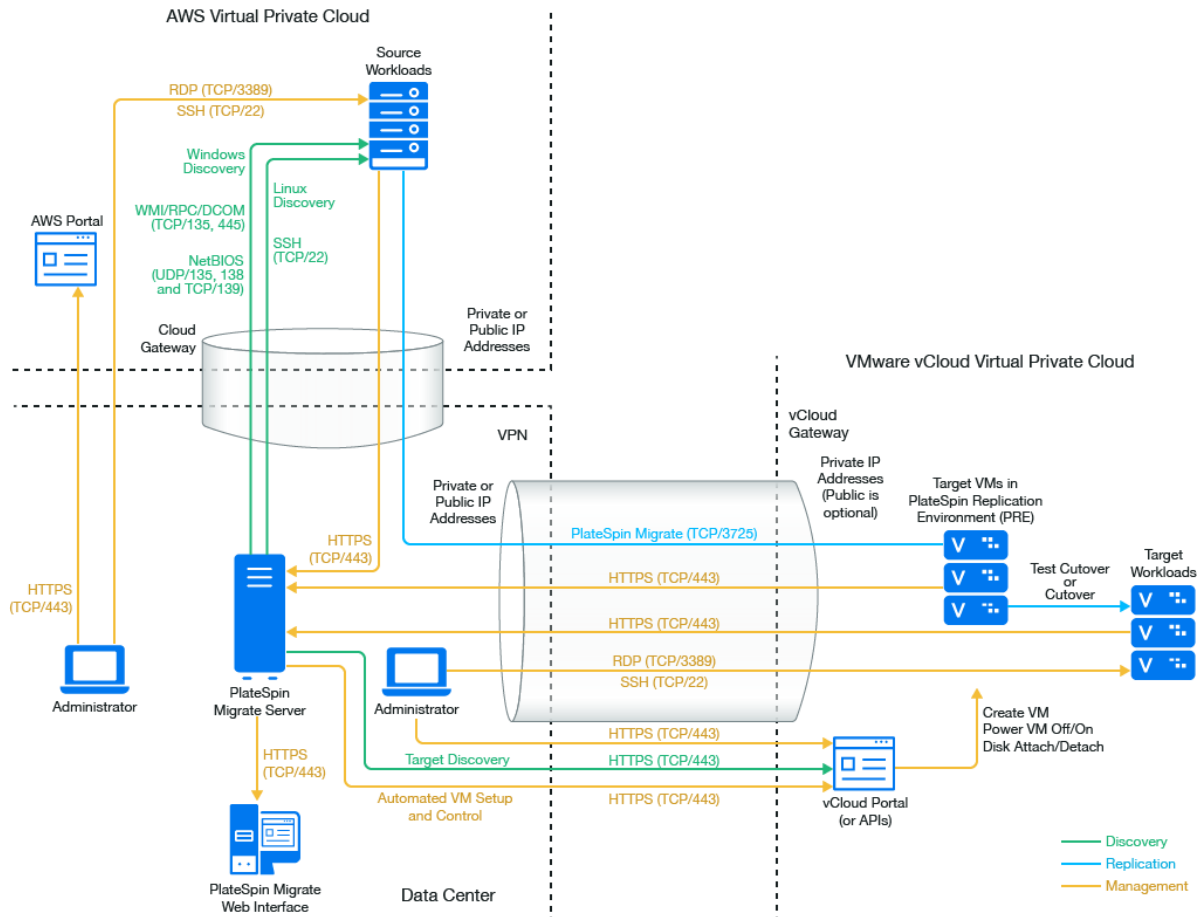 AWS Virtual Private Cloud
Source
Workloads
RDP (TCP/3389)
SSH (TCP/22)
Windows
Discovery
Linux
Discovery
WMI/RPC/DCOM
(TCP/135, 445)
SSH
(TCP/22)
NetBIOS
(UDP/135, 138
and TCP/139)
AWS Portal
Cloud
Gateway
Private or
Public IP
Addresses
VMware vCloud Virtual Private Cloud
VPN
vCloud
Gateway
Private or
Public IP
Addresses
Private IP
Addresses
(Public is
optional)
Target VMs in
PlateSpin Replication
Environment (PRE)
PlateSpin Migrate (TCP/3725)
HTTPS
(TCP/443)
HTTPS (TCP/443)
Test Cutover
or
Cutover
Target
Workloads
V
V
V
V
V
V
HTTPS
(TCP/443)
HTTPS (TCP/443)
RDP (TCP/3389)
SSH (TCP/22)
Administrator
PlateSpin
Migrate Server
Administrator
HTTPS (TCP/443)
Create VM
Power VM Off/On
Disk Attach/Detach
HTTPS
(TCP/443)
Target Discovery
HTTPS (TCP/443)
Automated VM Setup
and Control
HTTPS (TCP/443)
vCloud Portal
(or APIs)
PlateSpin Migrate
Web Interface
Data Center
Discovery
Replication
Management